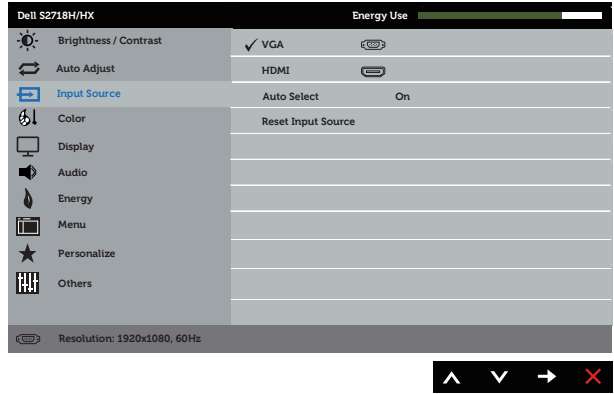 Dell S2718H/HX Energy Use
Brightness / Contrast
VGA
Auto Adjust
HDMI
Input Source
Auto Select On
Color
Reset Input Source
Display
Audio
Energy
Menu
Personalize
Others
Resolution: 1920x1080, 60Hz